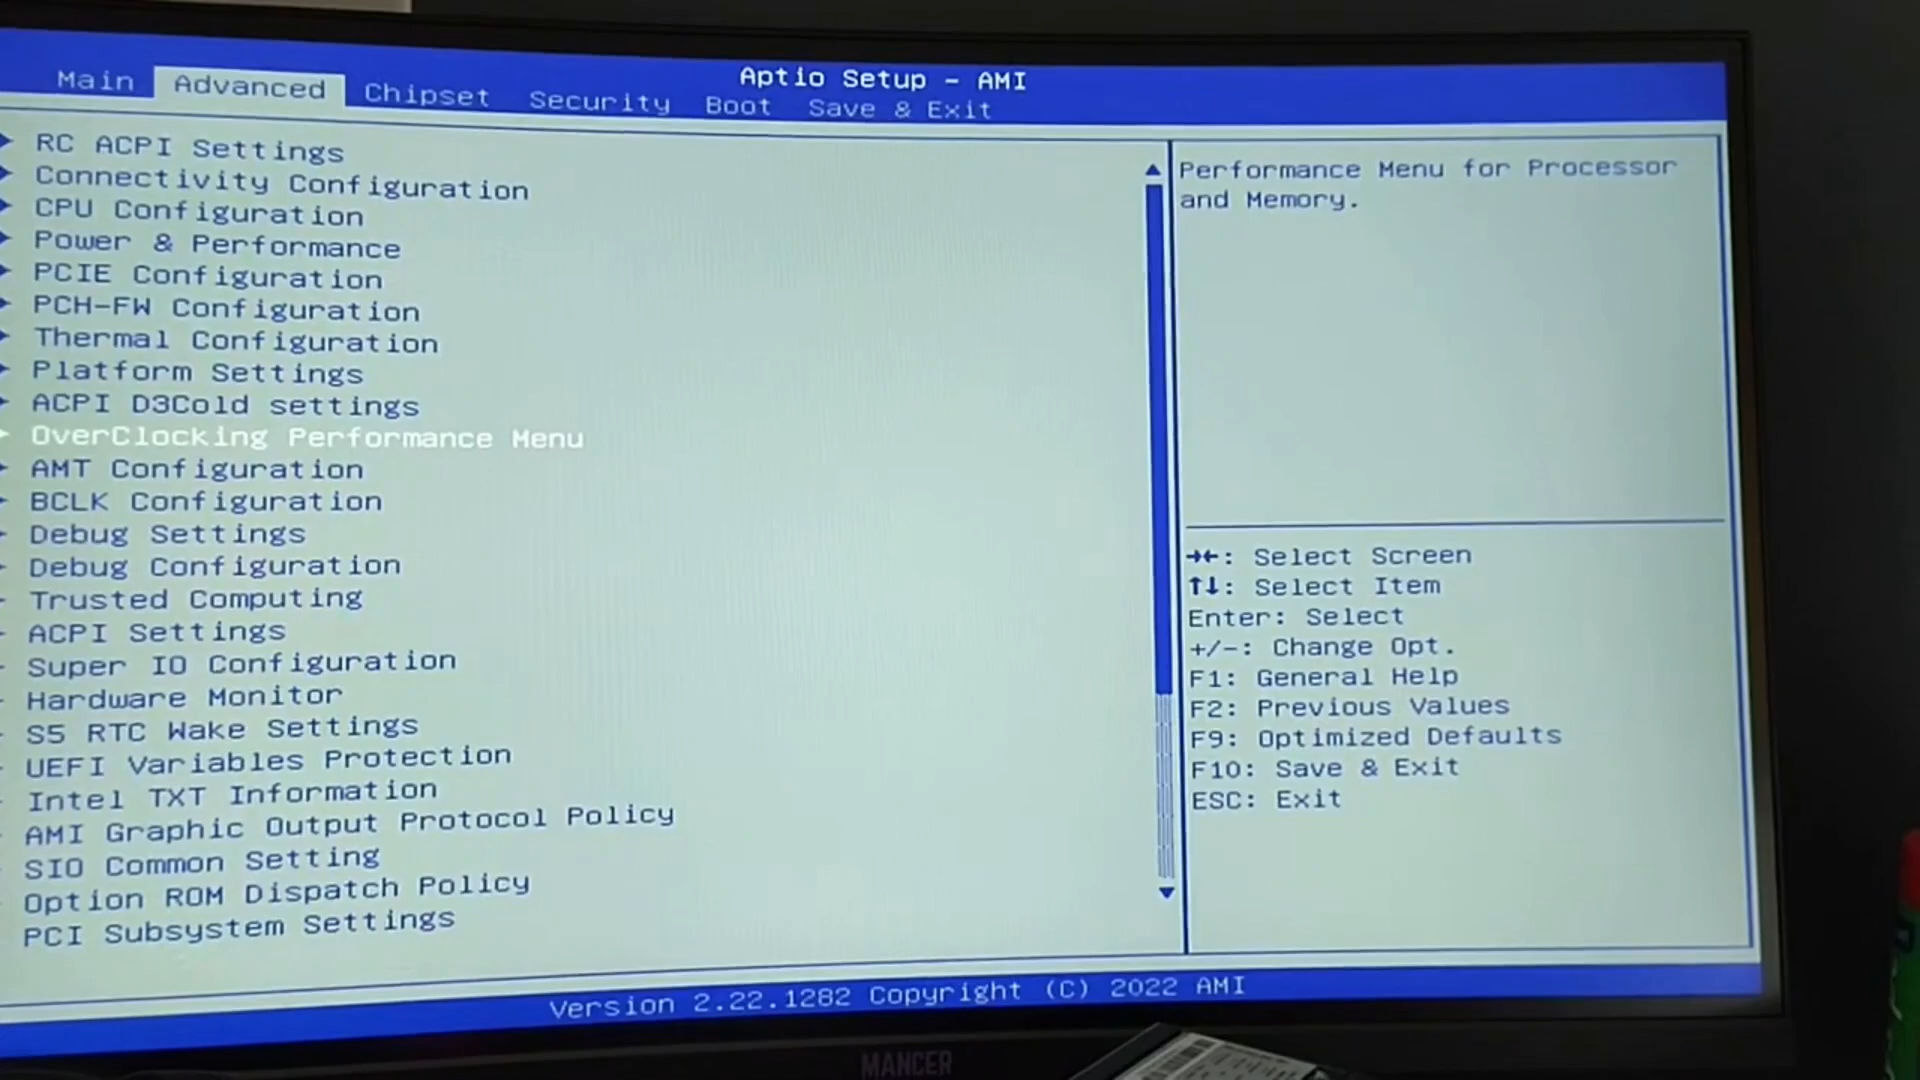 Aptio Setup - AMI
Main Advanced Chipset Security Boot Save & Exit
RC ACPI Settings
Connectivity Configuration
CPU Configuration
Power & Performance
PCIE Configuration
PCH-FW Configuration
Thermal Configuration
Platform Settings
ACPI D3Cold settings
OverClocking Performance Menu
AMT Configuration
BCLK Configuration
Debug Settings
Debug Configuration
Trusted Computing
ACPI Settings
Super IO Configuration
Hardware Monitor
S5 RTC Wake Settings
UEFI Variables Protection
Intel TXT Information
AMI Graphic Output Protocol Policy
SIO Common Setting
Option ROM Dispatch Policy
PCI Subsystem Settings
Performance Menu for Processor
and Memory.
→←: Select Screen
↑↓: Select Item
Enter: Select
+/-: Change Opt.
F1: General Help
F2: Previous Values
F9: Optimized Defaults
F10: Save & Exit
ESC: Exit
Version 2.22.1282 Copyright (C) 2022 AMI
MANCER